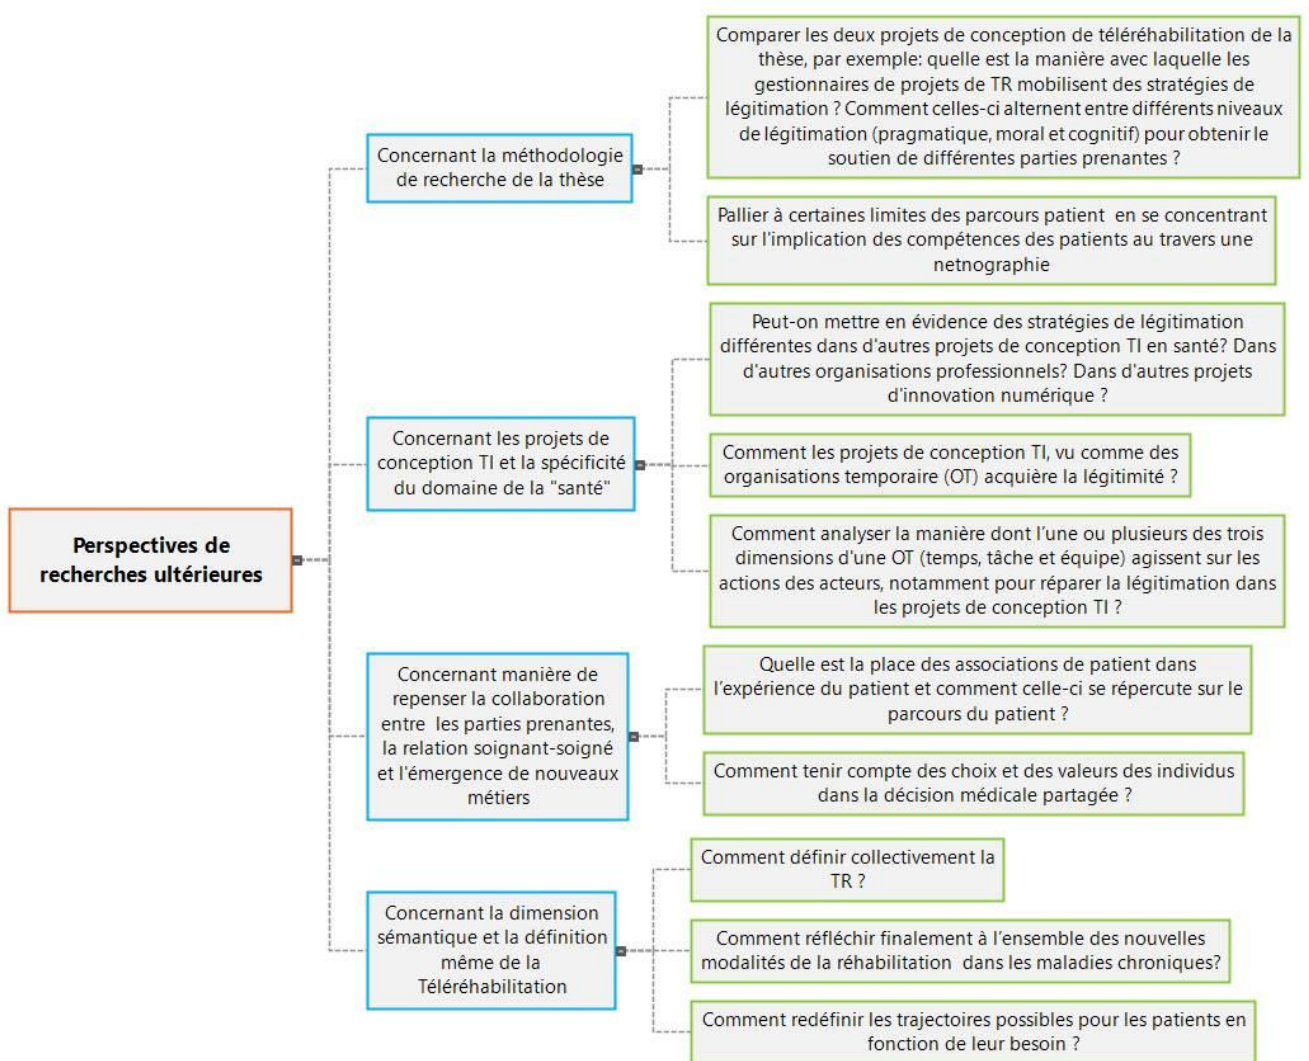 Perspectives de
recherches ultérieures
Concernant la méthodologie
de recherche de la thèse
Comparer les deux projets de conception de téléréhabilitation de la
thèse, par exemple: quelle est la manière avec laquelle les
gestionnaires de projets de TR mobilisent des stratégies de
légitimation ? Comment celles-ci alternent entre différents niveaux
de légitimation (pragmatique, moral et cognitif) pour obtenir le
soutien de différentes parties prenantes ?
Pallier à certines limites des parcours patient en se concentrant
sur l'implication des compétences des patients au travers une
netnographie
Concernant les projets de
conception TI et la spécificité
du domaine de la "santé"
Peut-on mettre en évidence des stratégies de légitimation
différentes dans d'autres projets de conception TI en santé? Dans
d'autres organisations professionnels? Dans d'autres projets
d'innovation numérique ?
Comment les projets de conception TI, vu comme des
organisations temporaire (OT) acquière la légitimité ?
Comment analyser la manière dont l'une ou plusieurs des trois
dimensions d'une OT (temps, tâche et équipe) agissent sur les
actions des acteurs, notamment pour réparer la légitimation dans
les projets de conception TI ?
Concernant manière de
repenser la collaboration
entre les parties prenantes,
la relation soignant-soigné
et l'émergence de nouveaux
métiers
Quelle est la place des associations de patient dans
l'expérience du patient et comment celle-ci se répercute sur le
parcours du patient ?
Comment tenir compte des choix et des valeurs des individus
dans la décision médicale partagée ?
Concernant la dimension
sémantique et la définition
même de la
Téléréhabilitation
Comment définir collectivement la
TR ?
Comment réfléchir finalement à l'ensemble des nouvelles
modalités de la réhabilitation dans les maladies chroniques?
Comment redéfinir les trajectoires possibles pour les patients en
fonction de leur besoin ?